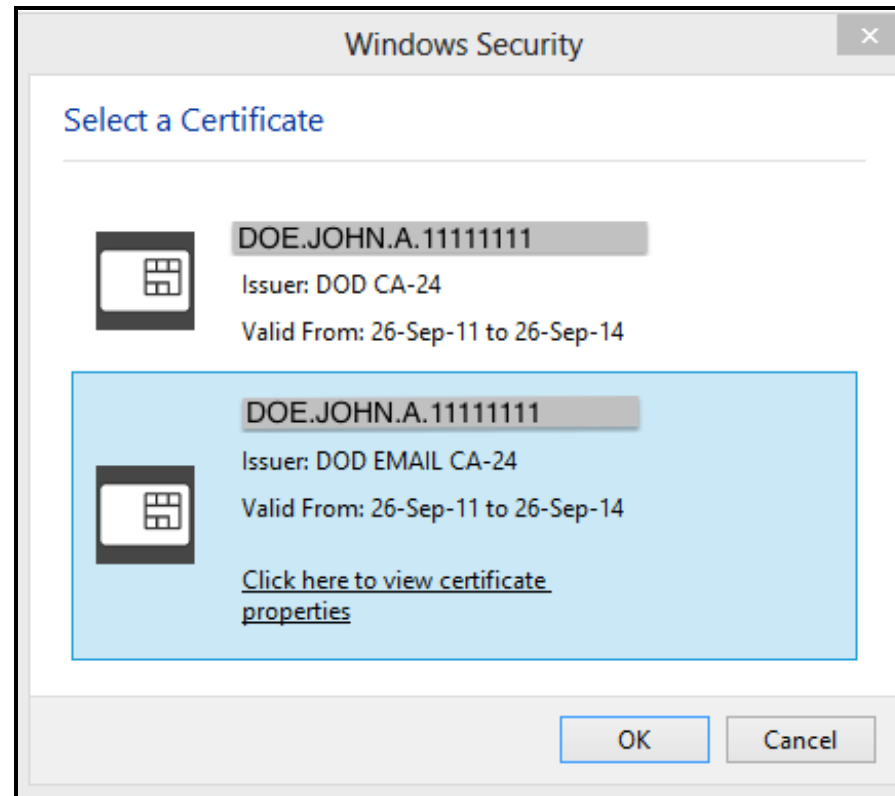 Windows Security
Select a Certificate
DOE.JOHN.A.11111111
Issuer: DOD CA-24
Valid From: 26-Sep-11 to 26-Sep-14
DOE.JOHN.A.11111111
Issuer: DOD EMAIL CA-24
Valid From: 26-Sep-11 to 26-Sep-14
Click here to view certificate
properties
OK Cancel